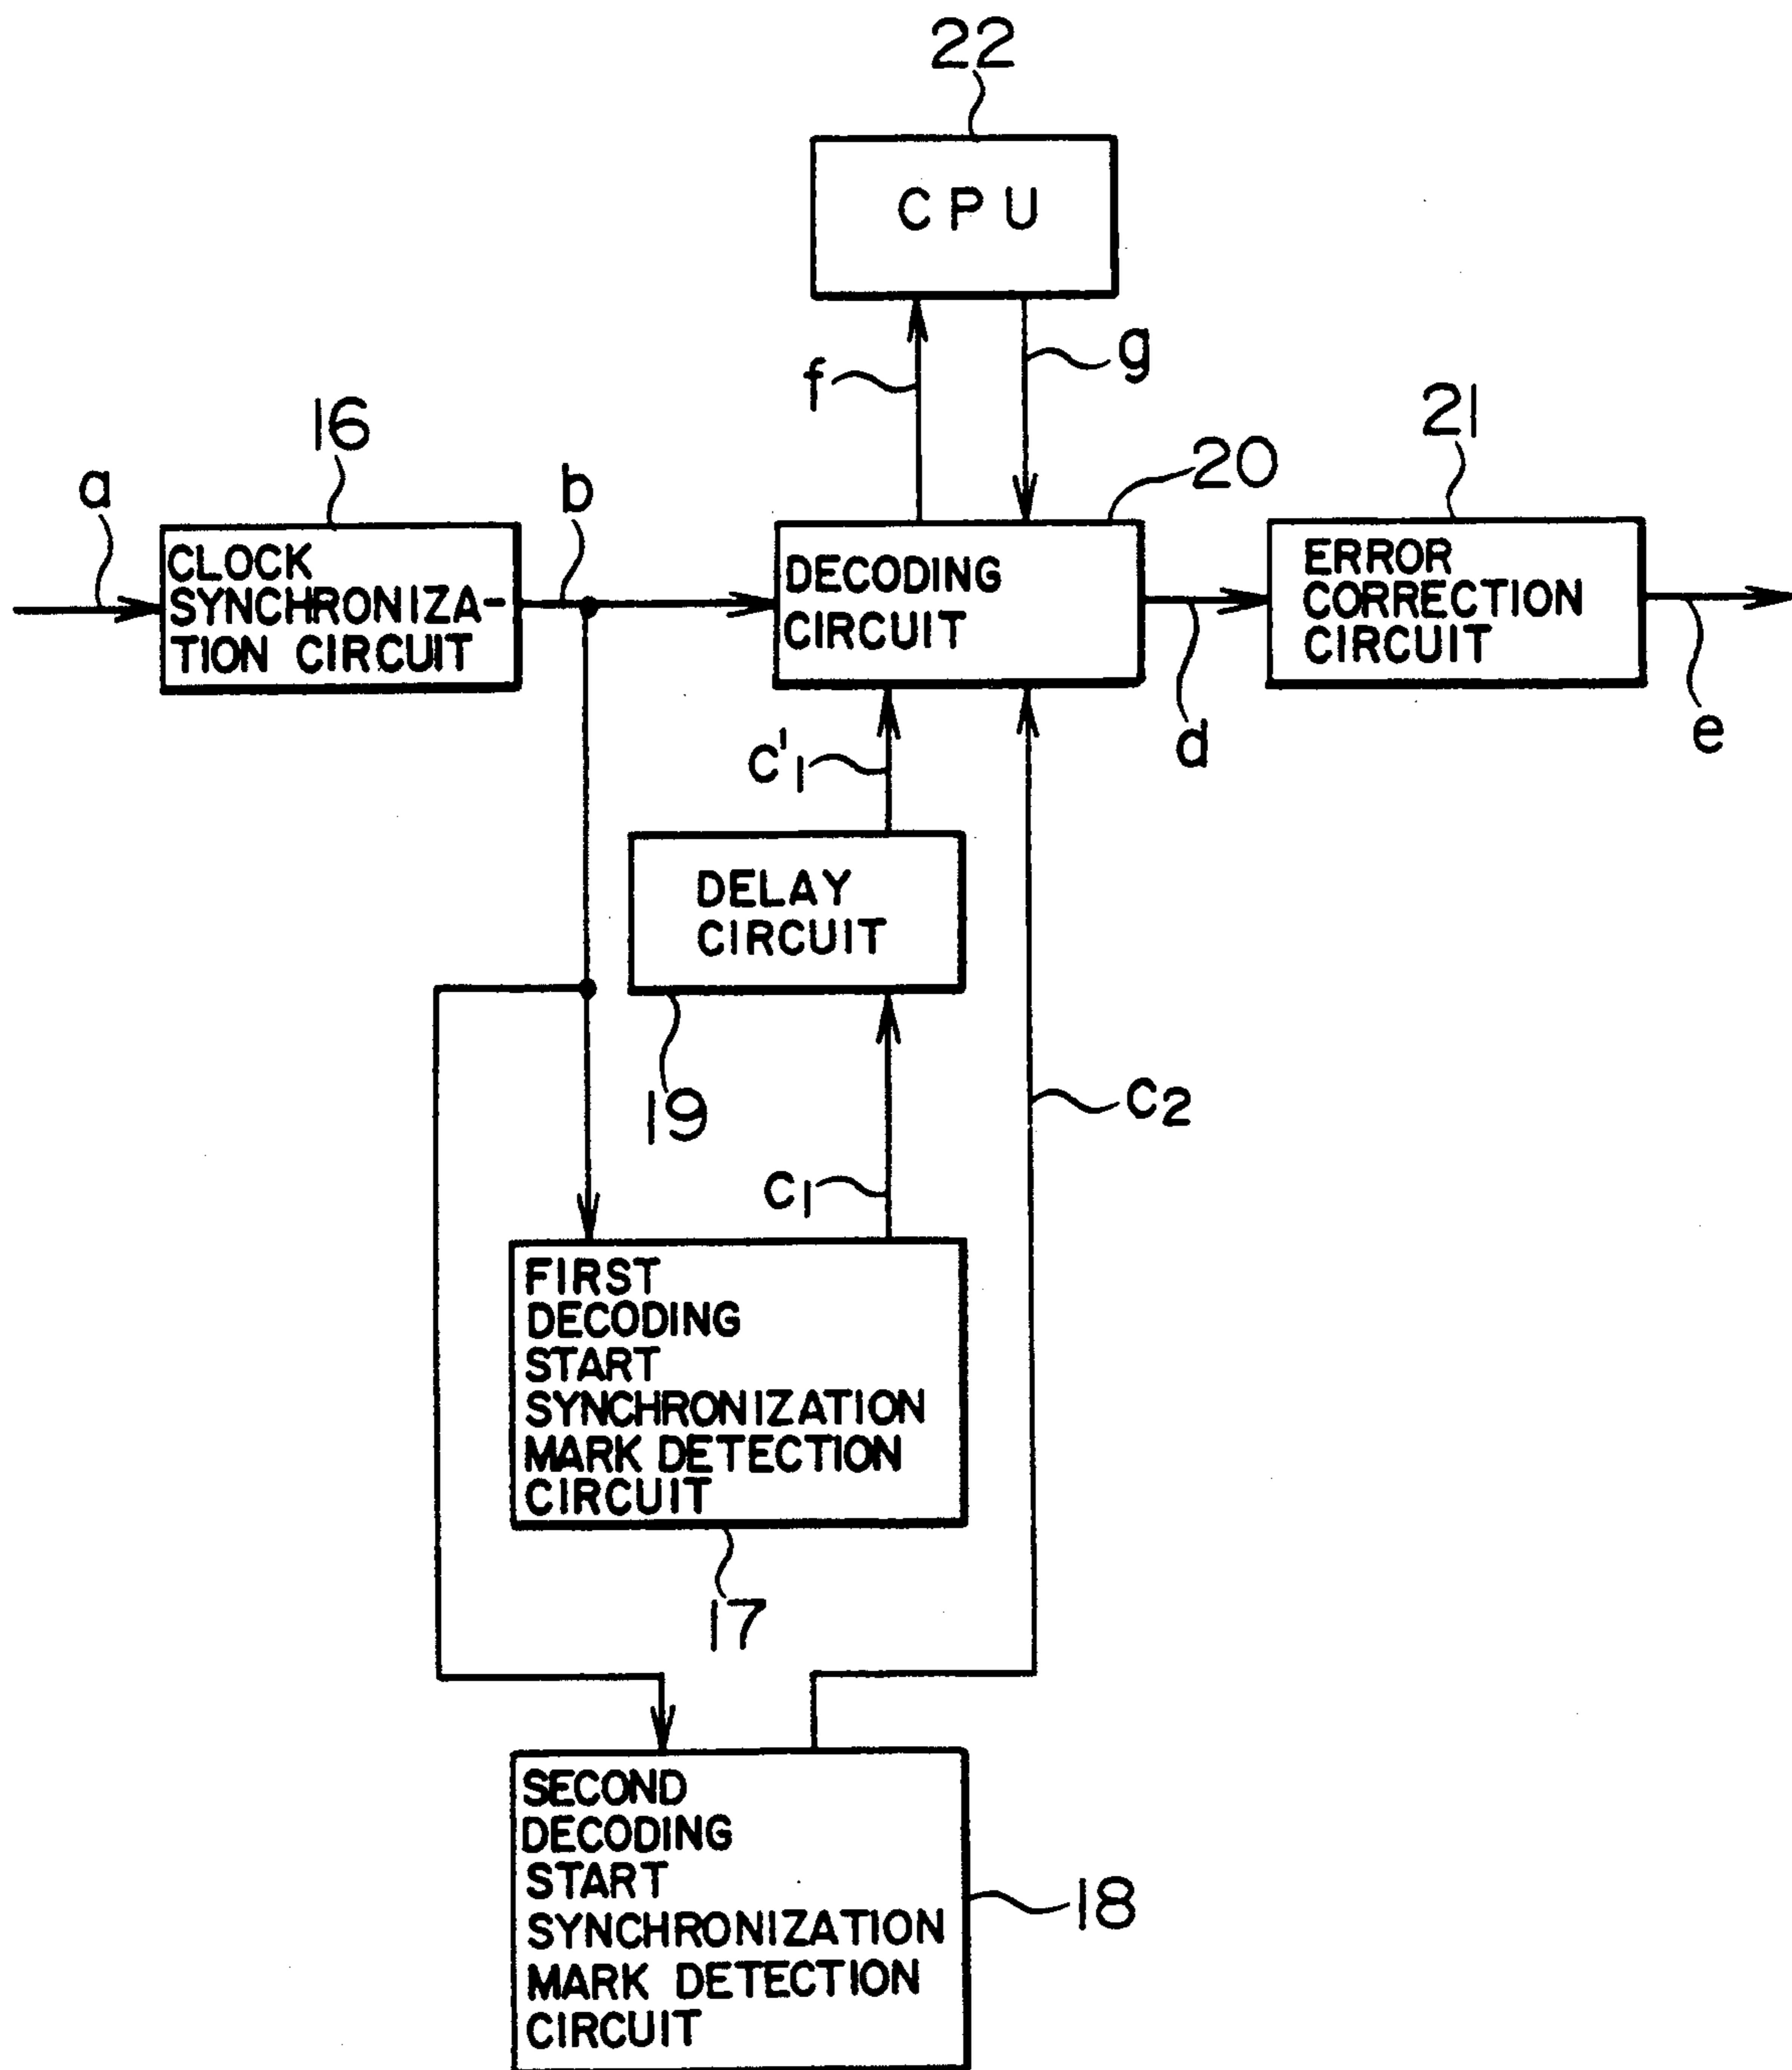 22
CPU
f
g
16
21
a
b
20
CLOCK
SYNCHRONIZA-
TION CIRCUIT
DECODING
CIRCUIT
ERROR
CORRECTION
CIRCUIT
c'1
d
e
DELAY
CIRCUIT
19
c2
c1
FIRST
DECODING
START
SYNCHRONIZATION
MARK DETECTION
CIRCUIT
17
SECOND
DECODING
START
SYNCHRONIZATION
MARK DETECTION
CIRCUIT
18